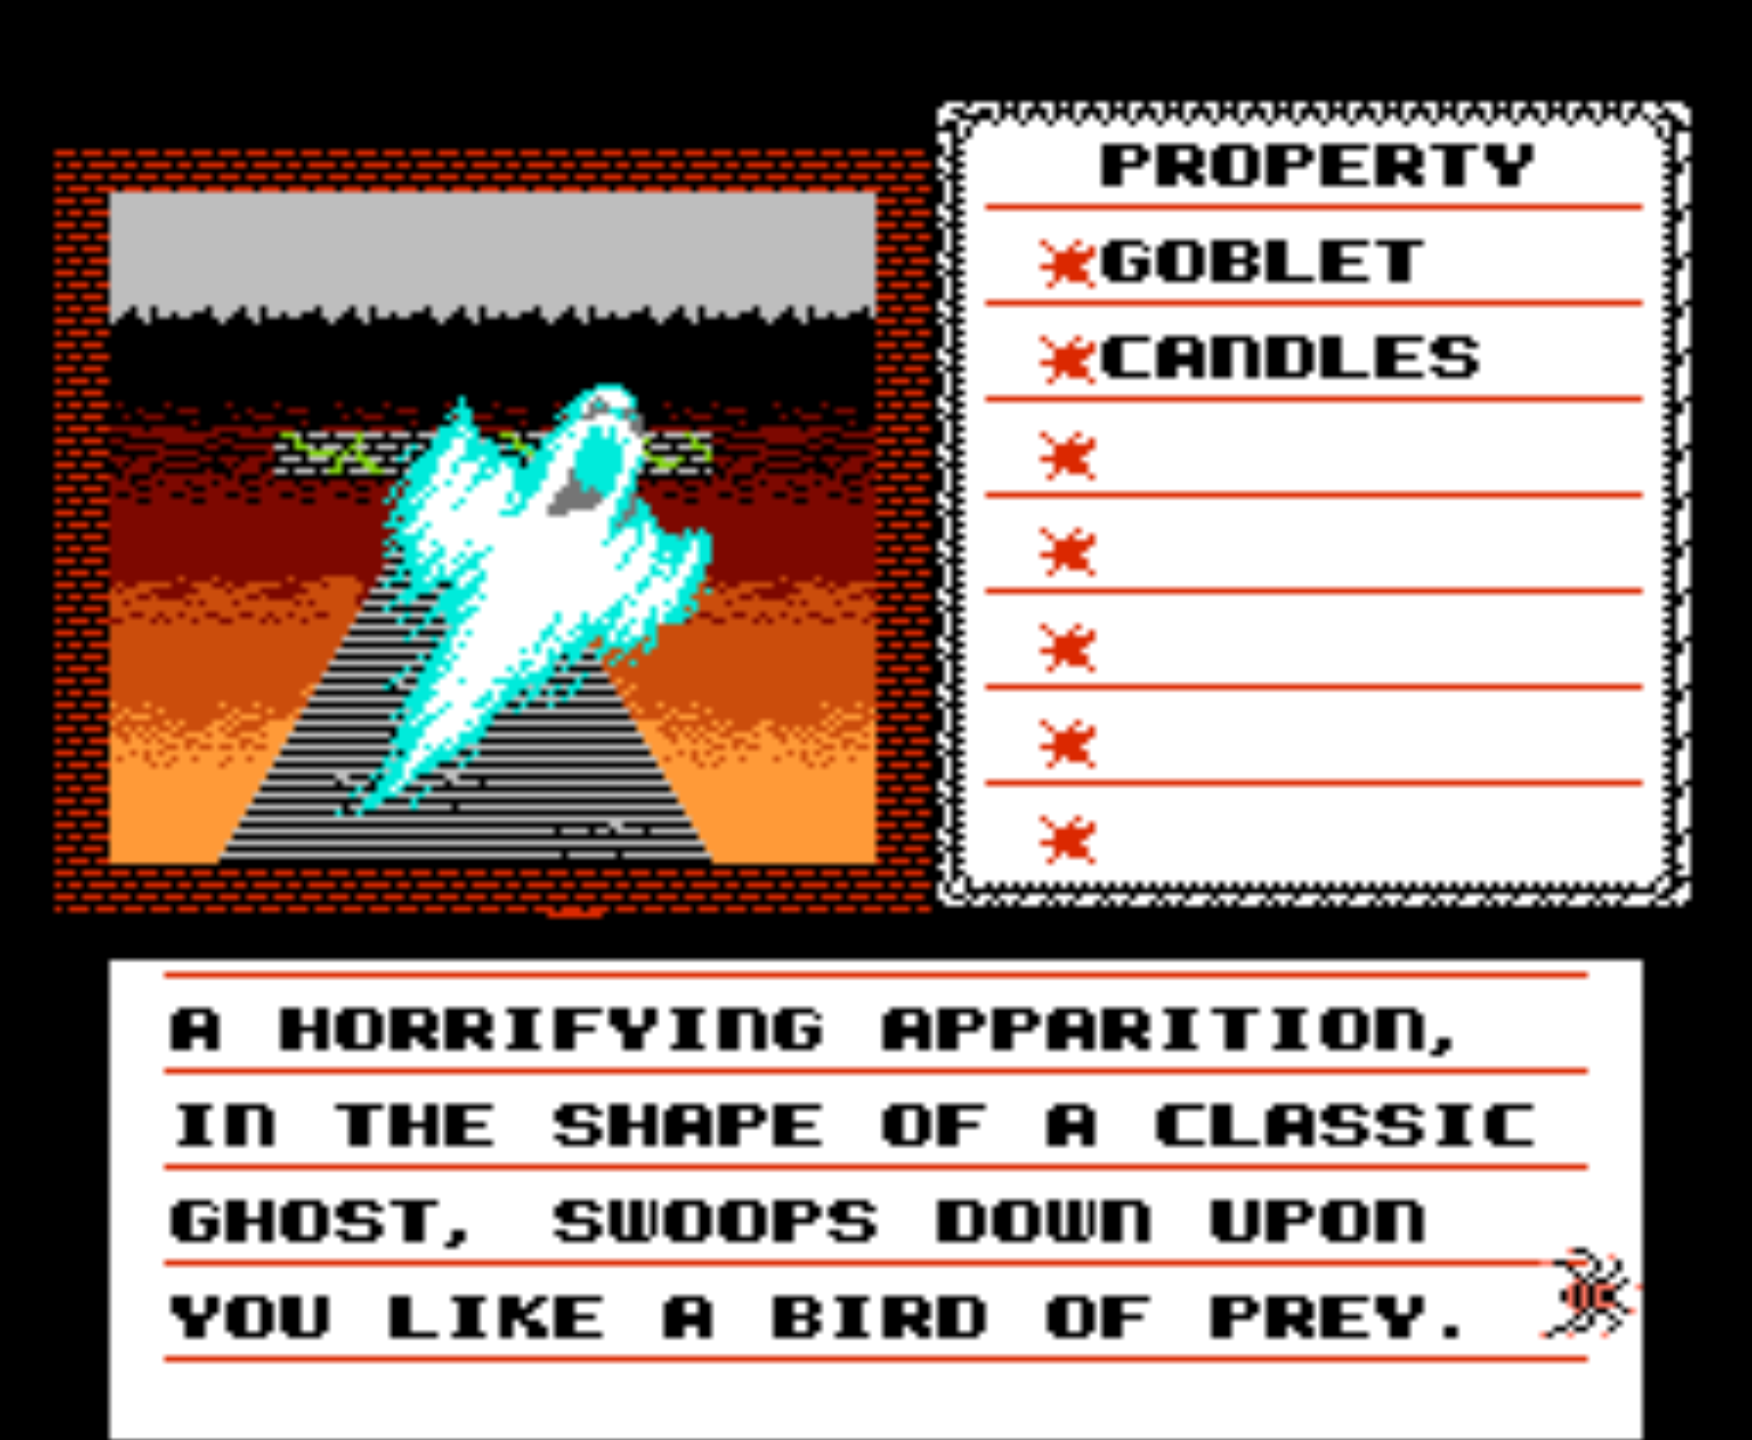 PROPERTY
GOBLET
CANDLES
A HORRIFYING APPARITION,
IN THE SHAPE OF A CLASSIC
GHOST, SWOOPS DOWN UPON
YOU LIKE A BIRD OF PREY.